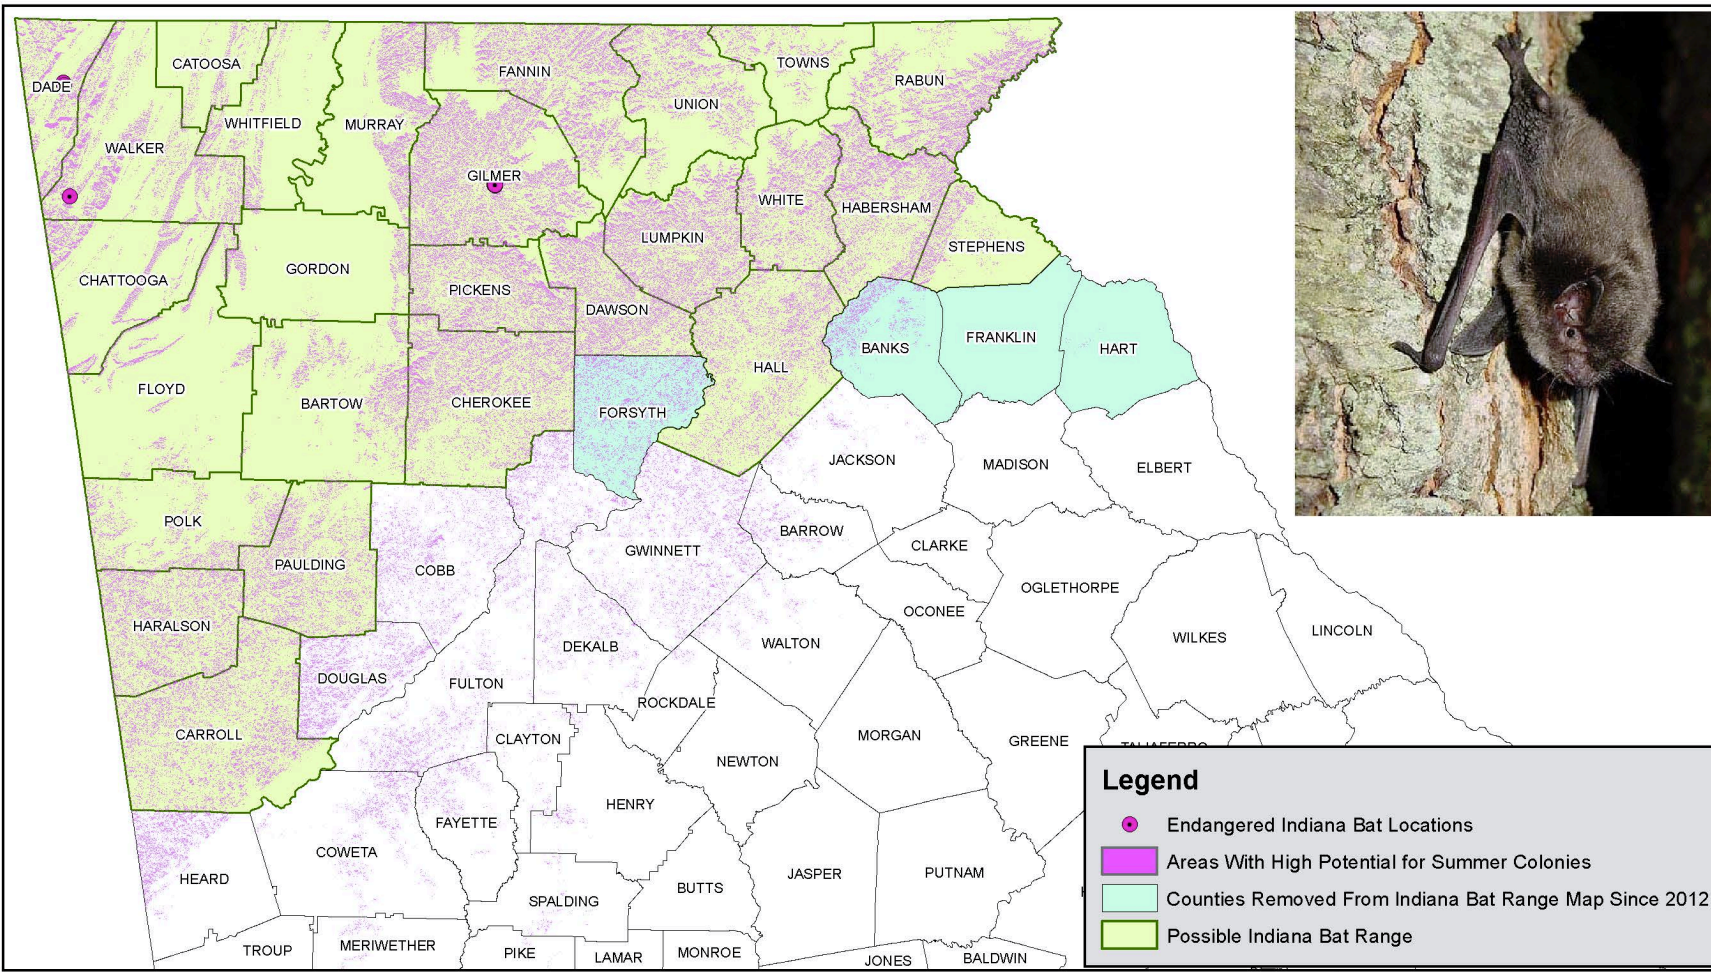 CATOOSA
FANNIN
TOWNS
RABUN
DADE
UNION
WHITFIELD
MURRAY
WALKER
GILMER
WHITE
HABERSHAM
LUMPKIN
STEPHENS
GORDON
CHATTOOGA
PICKENS
DAWSON
FRANKLIN
BANKS
HART
HALL
FLOYD
BARTOW
CHEROKEE
FORSYTH
JACKSON
MADISON
ELBERT
POLK
BARROW
CLARKE
GWINNETT
PAULDING
COBB
OGLETHORPE
OCONEE
HARALSON
LINCOLN
WILKES
WALTON
DEKALB
DOUGLAS
FULTON
ROCKDALE
CARROLL
CLAYTON
MORGAN
GREENE
NEWTON
HENRY
FAYETTE
COWETA
HEARD
JASPER
PUTNAM
BUTTS
SPALDING
MERIWETHER
TROUP
PIKE
LAMAR
MONROE
JONES
BALDWIN
Legend
Endangered Indiana Bat Locations
Areas With High Potential for Summer Colonies
Counties Removed From Indiana Bat Range Map Since 2012
Possible Indiana Bat Range